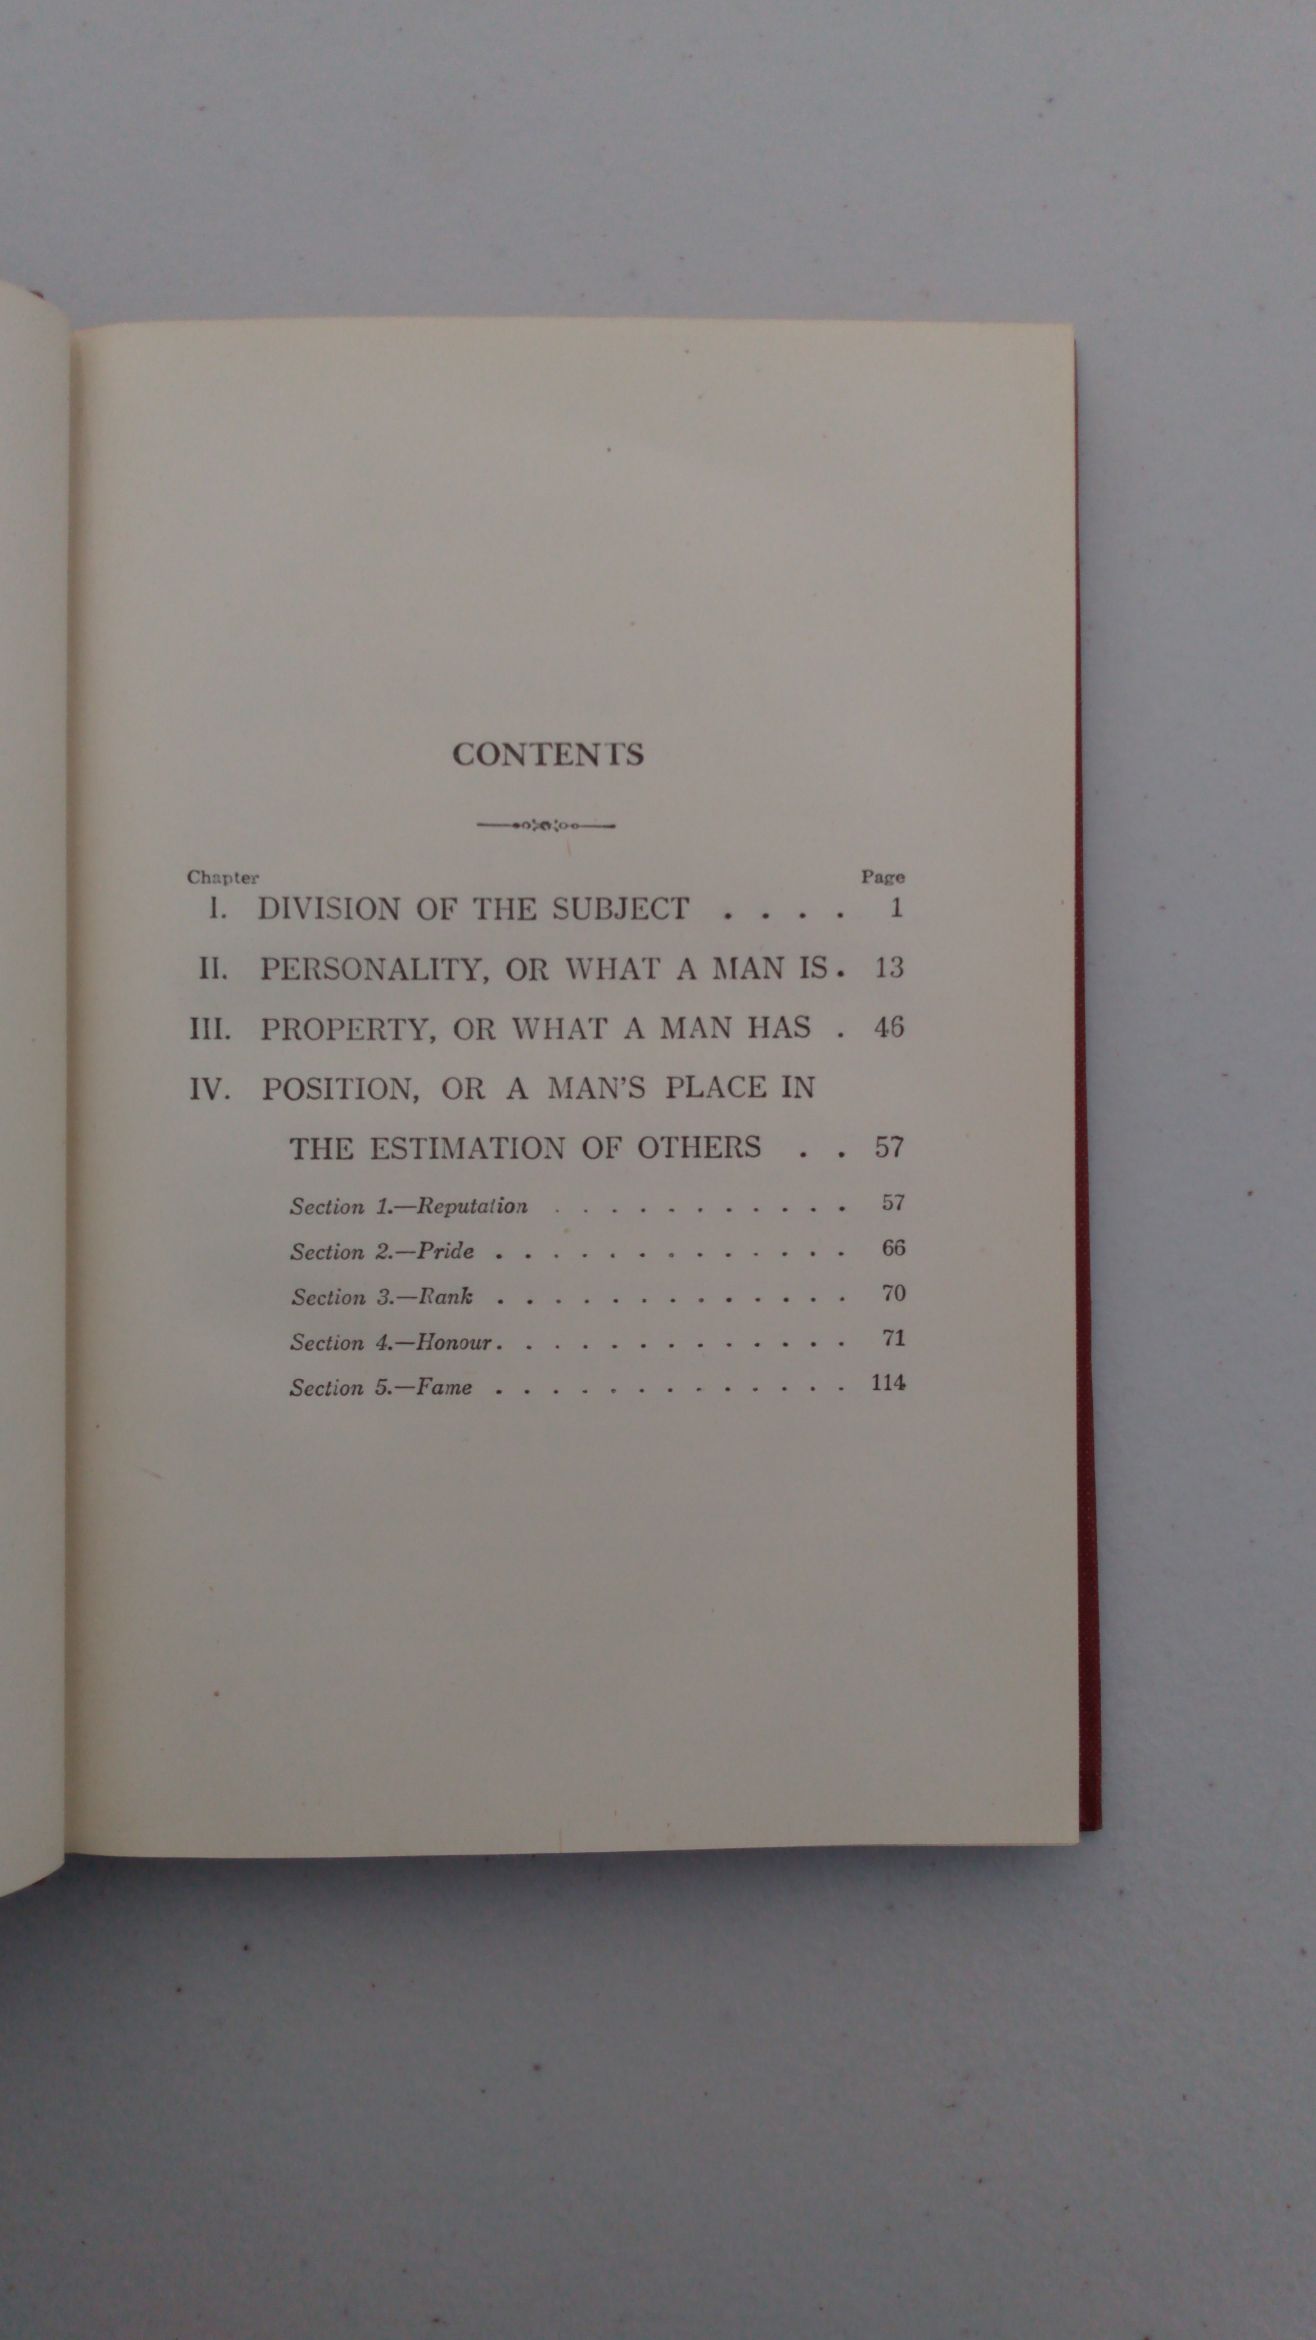 CONTENTS
Chapter Page
I. DIVISION OF THE SUBJECT . . . . 1
II. PERSONALITY, OR WHAT A MAN IS . 13
III. PROPERTY, OR WHAT A MAN HAS . 46
IV. POSITION, OR A MAN'S PLACE IN
THE ESTIMATION OF OTHERS . . 57
Section 1.—Reputation . . . . . . . . . . . 57
Section 2.—Pride . . . . . . . . . . . . . 66
Section 3.—Rank . . . . . . . . . . . . . 70
Section 4.—Honour . . . . . . . . . . . . . 71
Section 5.—Fame . . . . . . . . . . . . . 114